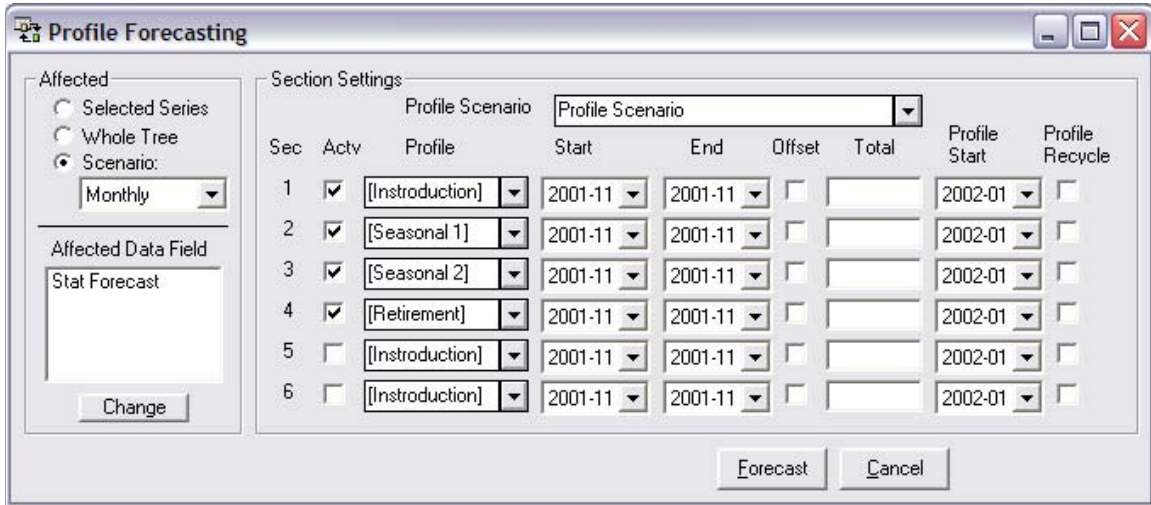 Profile Forecasting
Affected
Selected Series
Whole Tree
Scenario:
Monthly
Affected Data Field
Stat Forecast
Change
Section Settings
Profile Scenario Profile Scenario
Sec Actv Profile Start End Offset Total Profile Start Profile Recycle
1 [Instroduction] 2001-11 2001-11 2002-01
2 [Seasonal 1] 2001-11 2001-11 2002-01
3 [Seasonal 2] 2001-11 2001-11 2002-01
4 [Retirement] 2001-11 2001-11 2002-01
5 [Instroduction] 2001-11 2001-11 2002-01
6 [Instroduction] 2001-11 2001-11 2002-01
Forecast Cancel